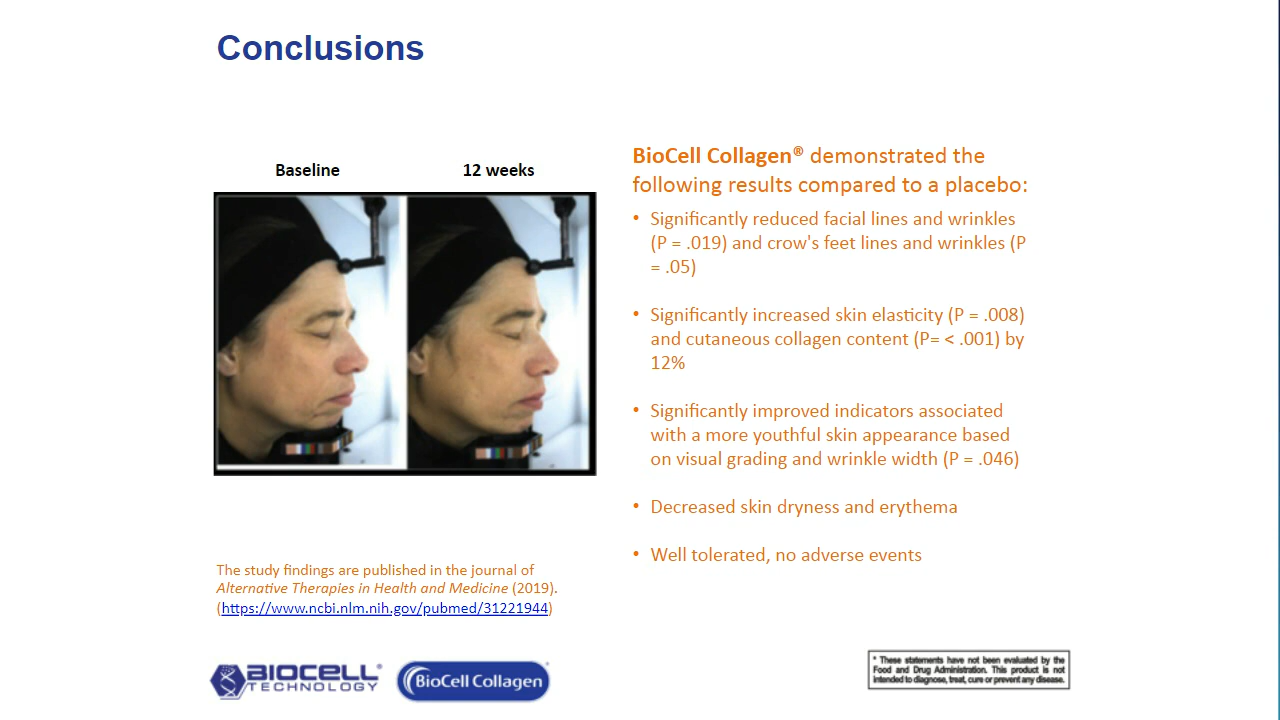 Conclusions
Baseline
12 weeks
BioCell Collagen® demonstrated the
following results compared to a placebo:
• Significantly reduced facial lines and wrinkles
(P = .019) and crow's feet lines and wrinkles (P
= .05)
• Significantly increased skin elasticity (P = .008)
and cutaneous collagen content (P= < .001) by
12%
• Significantly improved indicators associated
with a more youthful skin appearance based
on visual grading and wrinkle width (P = .046)
• Decreased skin dryness and erythema
• Well tolerated, no adverse events
The study findings are published in the journal of
Alternative Therapies in Health and Medicine (2019).
(https://www.ncbi.nlm.nih.gov/pubmed/31221944)
BIOCELL®
TECHNOLOGY
BioCell Collagen®
* These statements have not been evaluated by the
Food and Drug Administration. This product is not
intended to diagnose, treat, cure or prevent any disease.